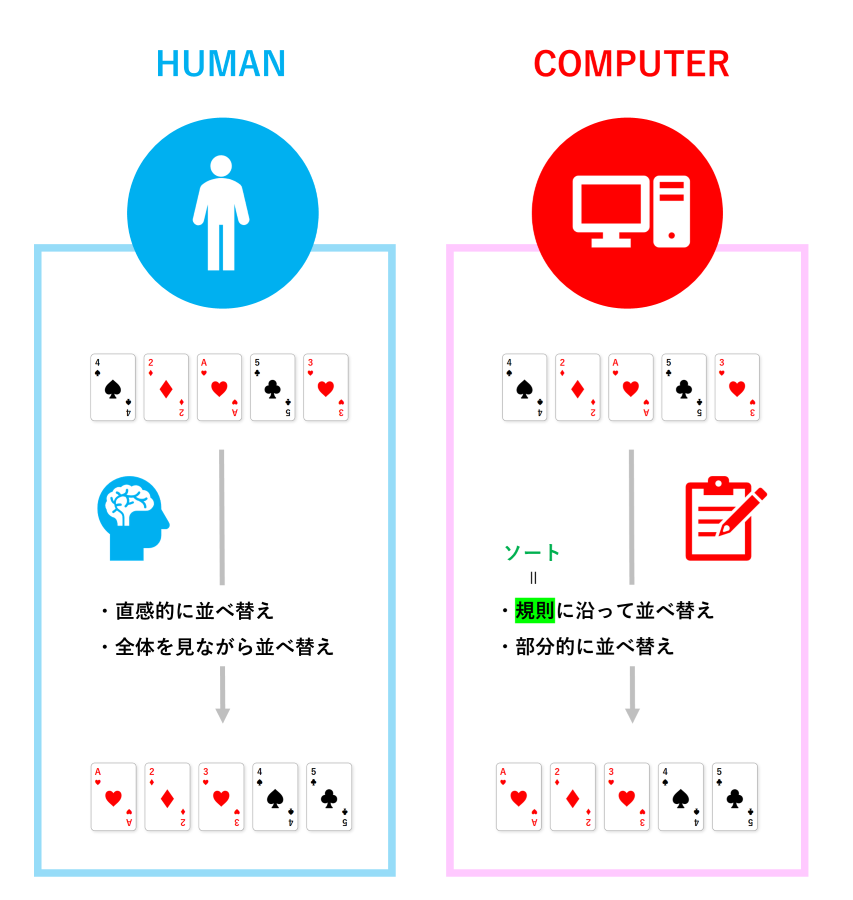 HUMAN
4 2 A 5 3
4 2 A 5 3
・直感的に並べ替え
・全体を見ながら並べ替え
A 2 3 4 5
A 2 3 4 5
COMPUTER
4 2 A 5 3
4 2 A 5 3
ソート
=
・規則に沿って並べ替え
・部分的に並べ替え
A 2 3 4 5
A 2 3 4 5